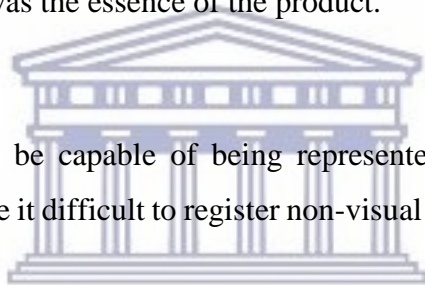 was the essence of the product.
be capable of being represente
e it difficult to register non-visual